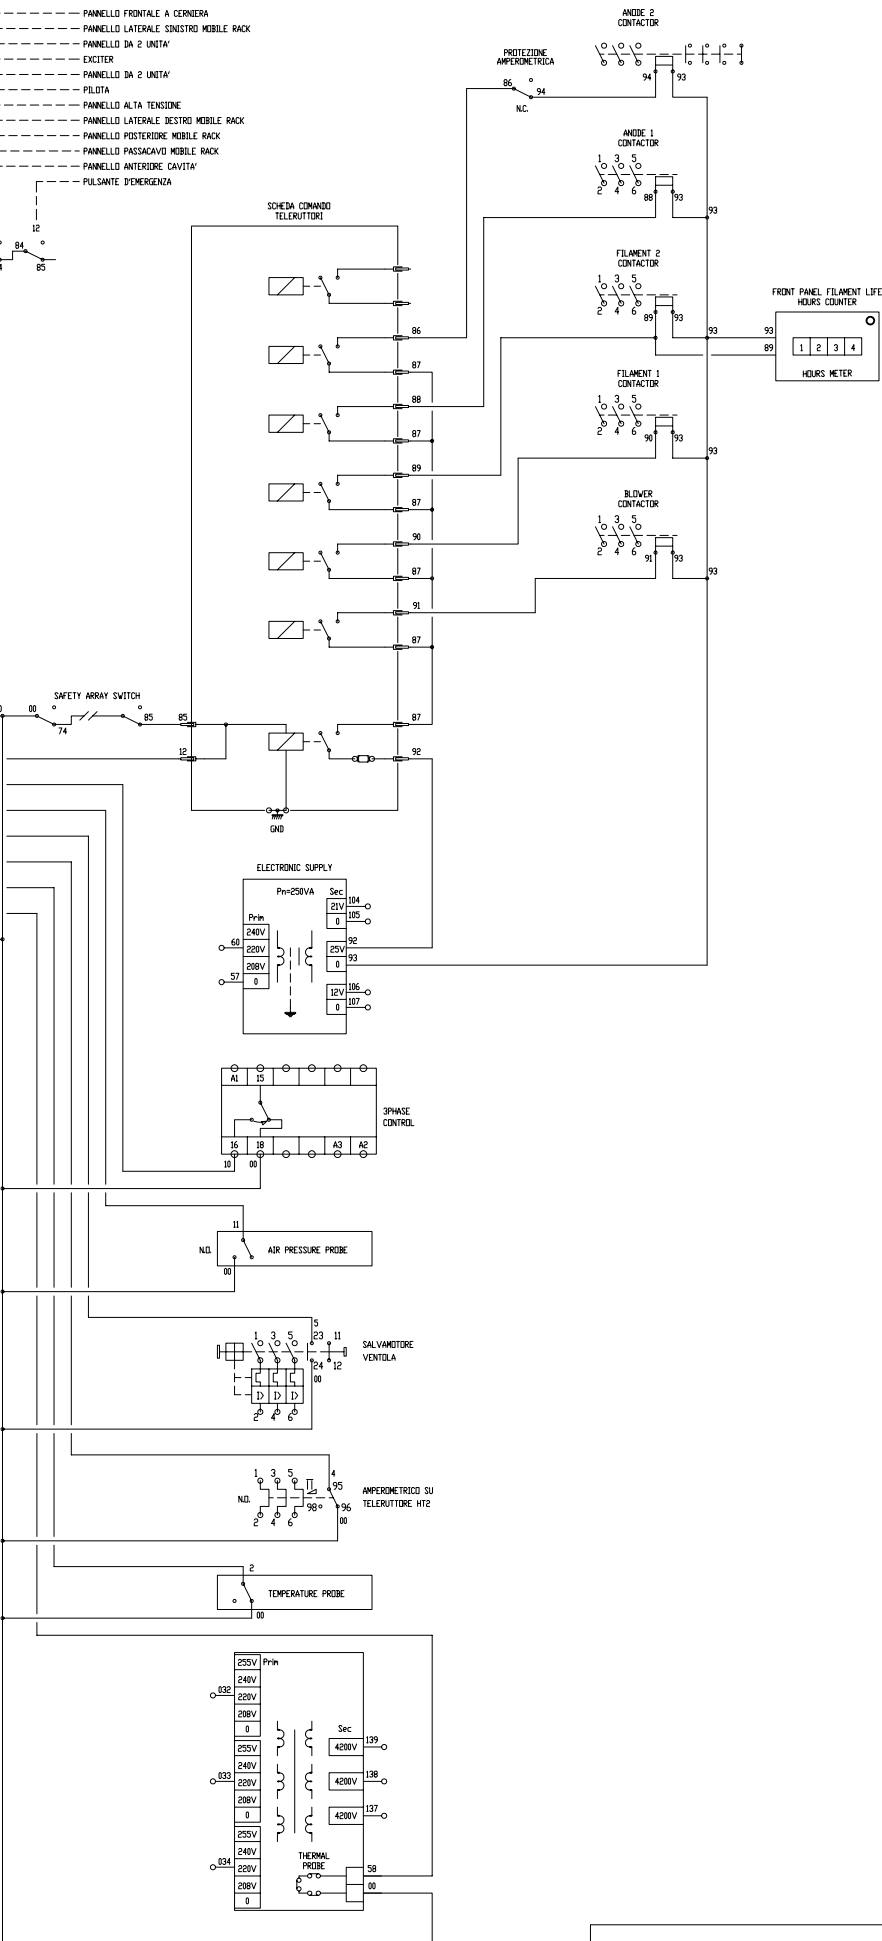 PANNELLO FRONTALE A CERNIERA
PANNELLO LATERALE SINISTRO MOBILE RACK
PANNELLO DA 2 UNITA'
EXCITER
PANNELLO DA 2 UNITA'
PILOTA
PANNELLO ALTA TENSIONE
PANNELLO LATERALE DESTRO MOBILE RACK
PANNELLO POSTERIORE MOBILE RACK
PANNELLO PASSACAVO MOBILE RACK
PANNELLO ANTERIORE CAVITA'
PULSANTE D'EMERGENZA
12
84
85
ANODE 2
CONTACTOR
94 93
PROTEZIONE
AMPEROMETRICA
86
94
N.C.
ANODE 1
CONTACTOR
1 3 5
2 4 6
88 93
93
SCHEDA COMANDO
TELERUTTORI
FILAMENT 2
CONTACTOR
1 3 5
2 4 6
89 93
93
FRONT PANEL FILAMENT LIFE
HOURS COUNTER
93
89
1 2 3 4
HOURS METER
FILAMENT 1
CONTACTOR
1 3 5
2 4 6
90 93
93
BLOWER
CONTACTOR
1 3 5
2 4 6
91 93
93
86
87
88
87
89
87
90
87
91
87
87
92
SAFETY ARRAY SWITCH
00
74
85
85
12
GND
ELECTRONIC SUPPLY
Pn=250VA
Sec
21V 104
0 105
Prim
240V
60 220V
208V
57 0
25V 92
0 93
12V 106
0 107
A1 15
3PHASE
CONTROL
16 18 A3 A2
10 00
11
N.O.
AIR PRESSURE PROBE
00
5
1 3 5 23 11
SALVAMOTORE
VENTOLA
24 12
00
I> I> I>
2 4 6
4
1 3 5 95
N.O.
98 96
AMPEROMETRICO SU
TELERUTTORE HT2
2 4 6 00
2
TEMPERATURE PROBE
00
255V Prim
240V
032 220V
208V
0
Sec
255V
240V
033 220V
208V
0
4200V 139
4200V 138
4200V 137
255V
240V
034 220V
208V
0
THERMAL
PROBE
58
00